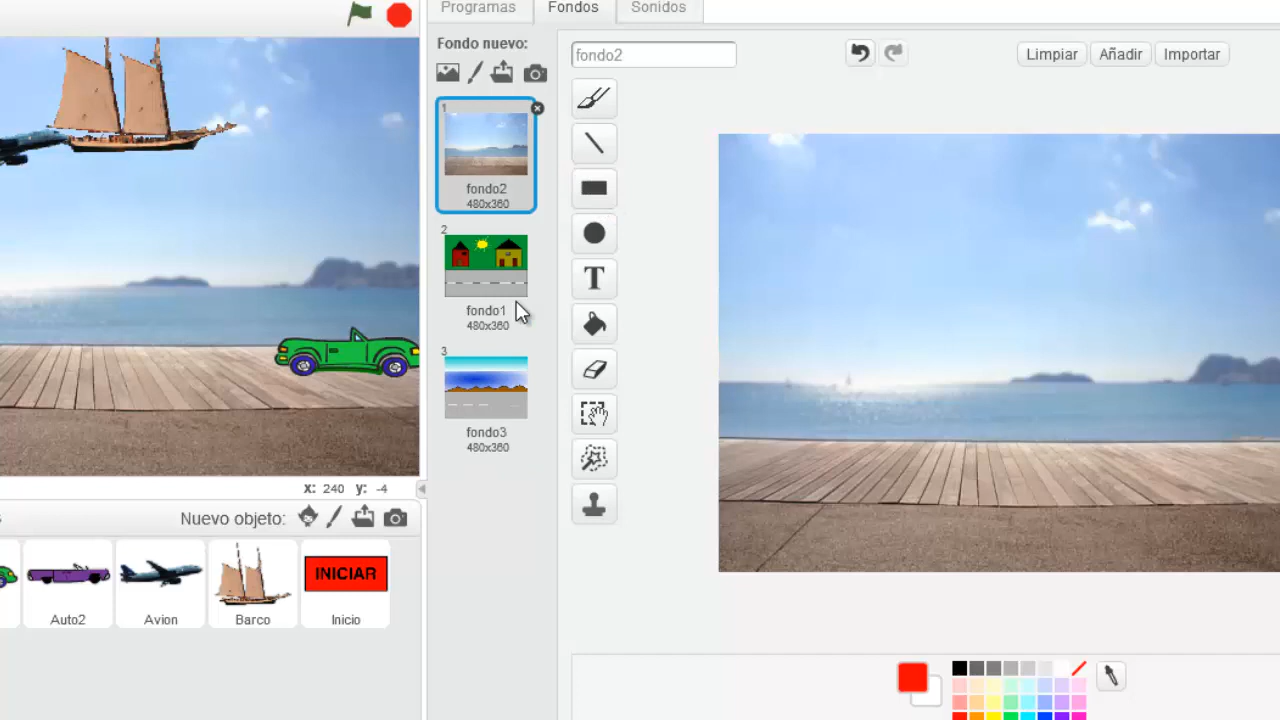 Programas Fondos Sonidos
Fondo nuevo:
fondo2 Limpiar Añadir Importar
1
fondo2
480x360
2
fondo1
480x360
T
3
fondo3
480x360
x: 240 y: -4
Nuevo objeto:
INICIAR
Auto2 Avion Barco Inicio